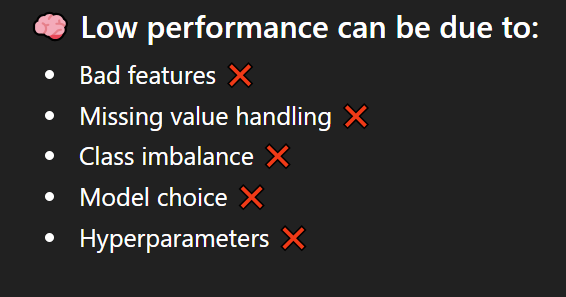 🧠 Low performance can be due to:
• Bad features ❌
• Missing value handling ❌
• Class imbalance ❌
• Model choice ❌
• Hyperparameters ❌